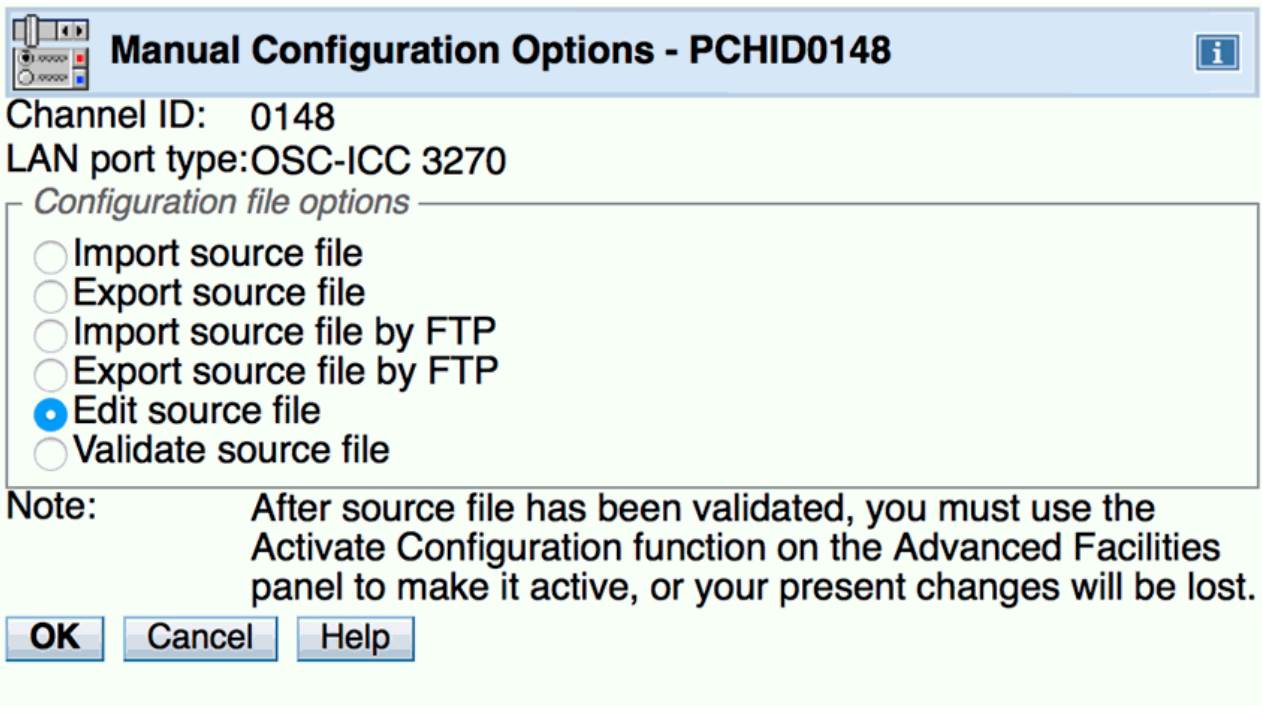 Manual Configuration Options - PCHID0148
Channel ID: 0148
LAN port type:OSC-ICC 3270
Configuration file options
Import source file
Export source file
Import source file by FTP
Export source file by FTP
Edit source file
Validate source file
Note: After source file has been validated, you must use the
Activate Configuration function on the Advanced Facilities
panel to make it active, or your present changes will be lost.
OK Cancel Help